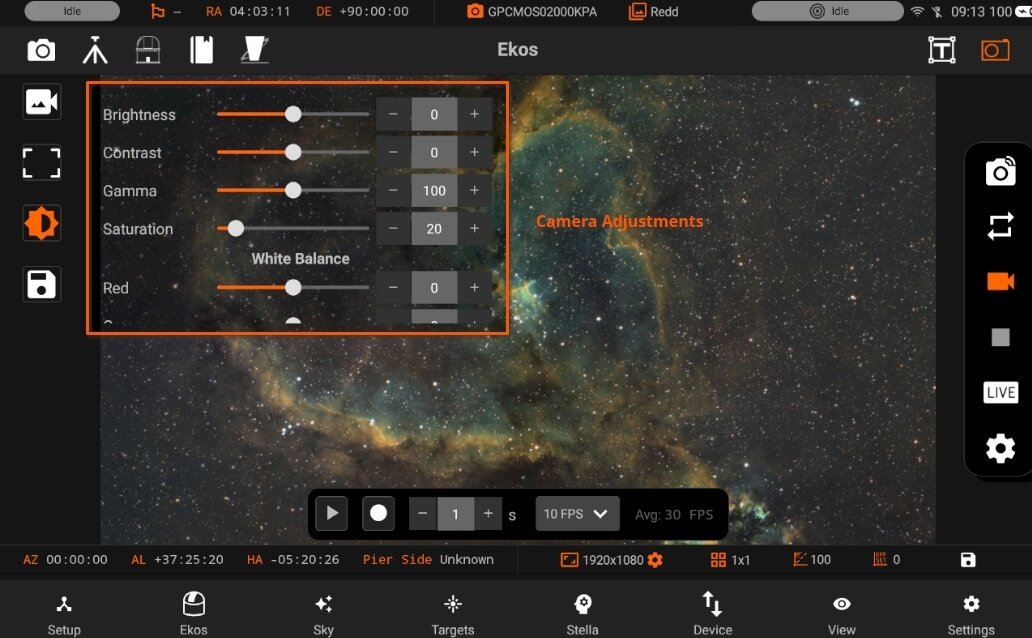 Idle
--
RA 04:03:11
DE +90:00:00
GPCMOS02000KPA
Redd
Idle
09:13 100
Ekos
T
Brightness
- 0 +
Contrast
- 0 +
Gamma
- 100 +
Saturation
- 20 +
Camera Adjustments
White Balance
Red
- 0 +
LIVE
- 1 + s
10 FPS
Avg: 30 FPS
AZ 00:00:00
AL +37:25:20
HA -05:20:26
Pier Side Unknown
1920x1080
1x1
100
OFF
SET
0
Setup
Ekos
Sky
Targets
Stella
Device
View
Settings